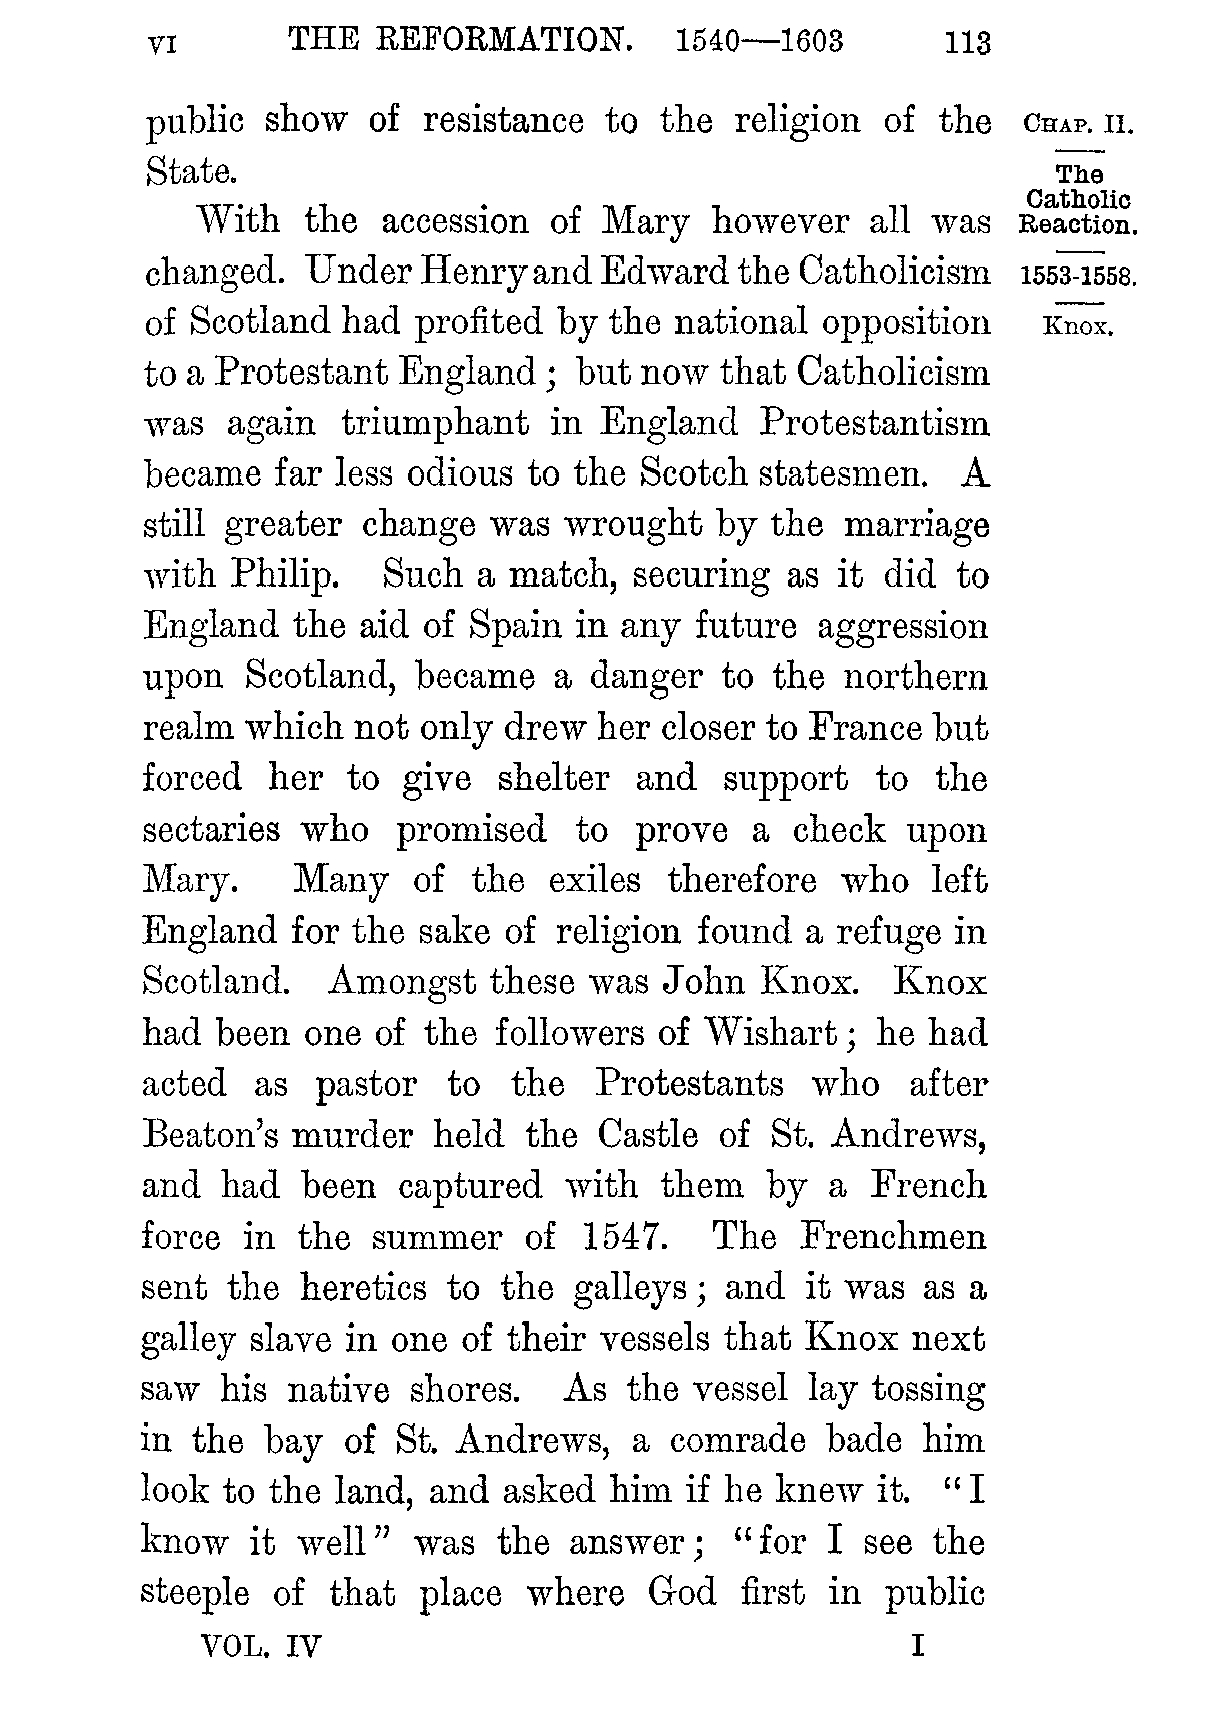 VI THE REFORMATION. 1540—1603 113
public show of resistance to the religion of the
State.
With the accession of Mary however all was
changed. Under Henry and Edward the Catholicism
of Scotland had profited by the national opposition
to a Protestant England; but now that Catholicism
was again triumphant in England Protestantism
became far less odious to the Scotch statesmen. A
still greater change was wrought by the marriage
with Philip. Such a match, securing as it did to
England the aid of Spain in any future aggression
upon Scotland, became a danger to the northern
realm which not only drew her closer to France but
forced her to give shelter and support to the
sectaries who promised to prove a check upon
Mary. Many of the exiles therefore who left
England for the sake of religion found a refuge in
Scotland. Amongst these was John Knox. Knox
had been one of the followers of Wishart; he had
acted as pastor to the Protestants who after
Beaton's murder held the Castle of St. Andrews,
and had been captured with them by a French
force in the summer of 1547. The Frenchmen
sent the heretics to the galleys; and it was as a
galley slave in one of their vessels that Knox next
saw his native shores. As the vessel lay tossing
in the bay of St. Andrews, a comrade bade him
look to the land, and asked him if he knew it. "I
know it well" was the answer; "for I see the
steeple of that place where God first in public
VOL. IV I
CHAP. II.
The
Catholic
Reaction.
1553-1558.
Knox.